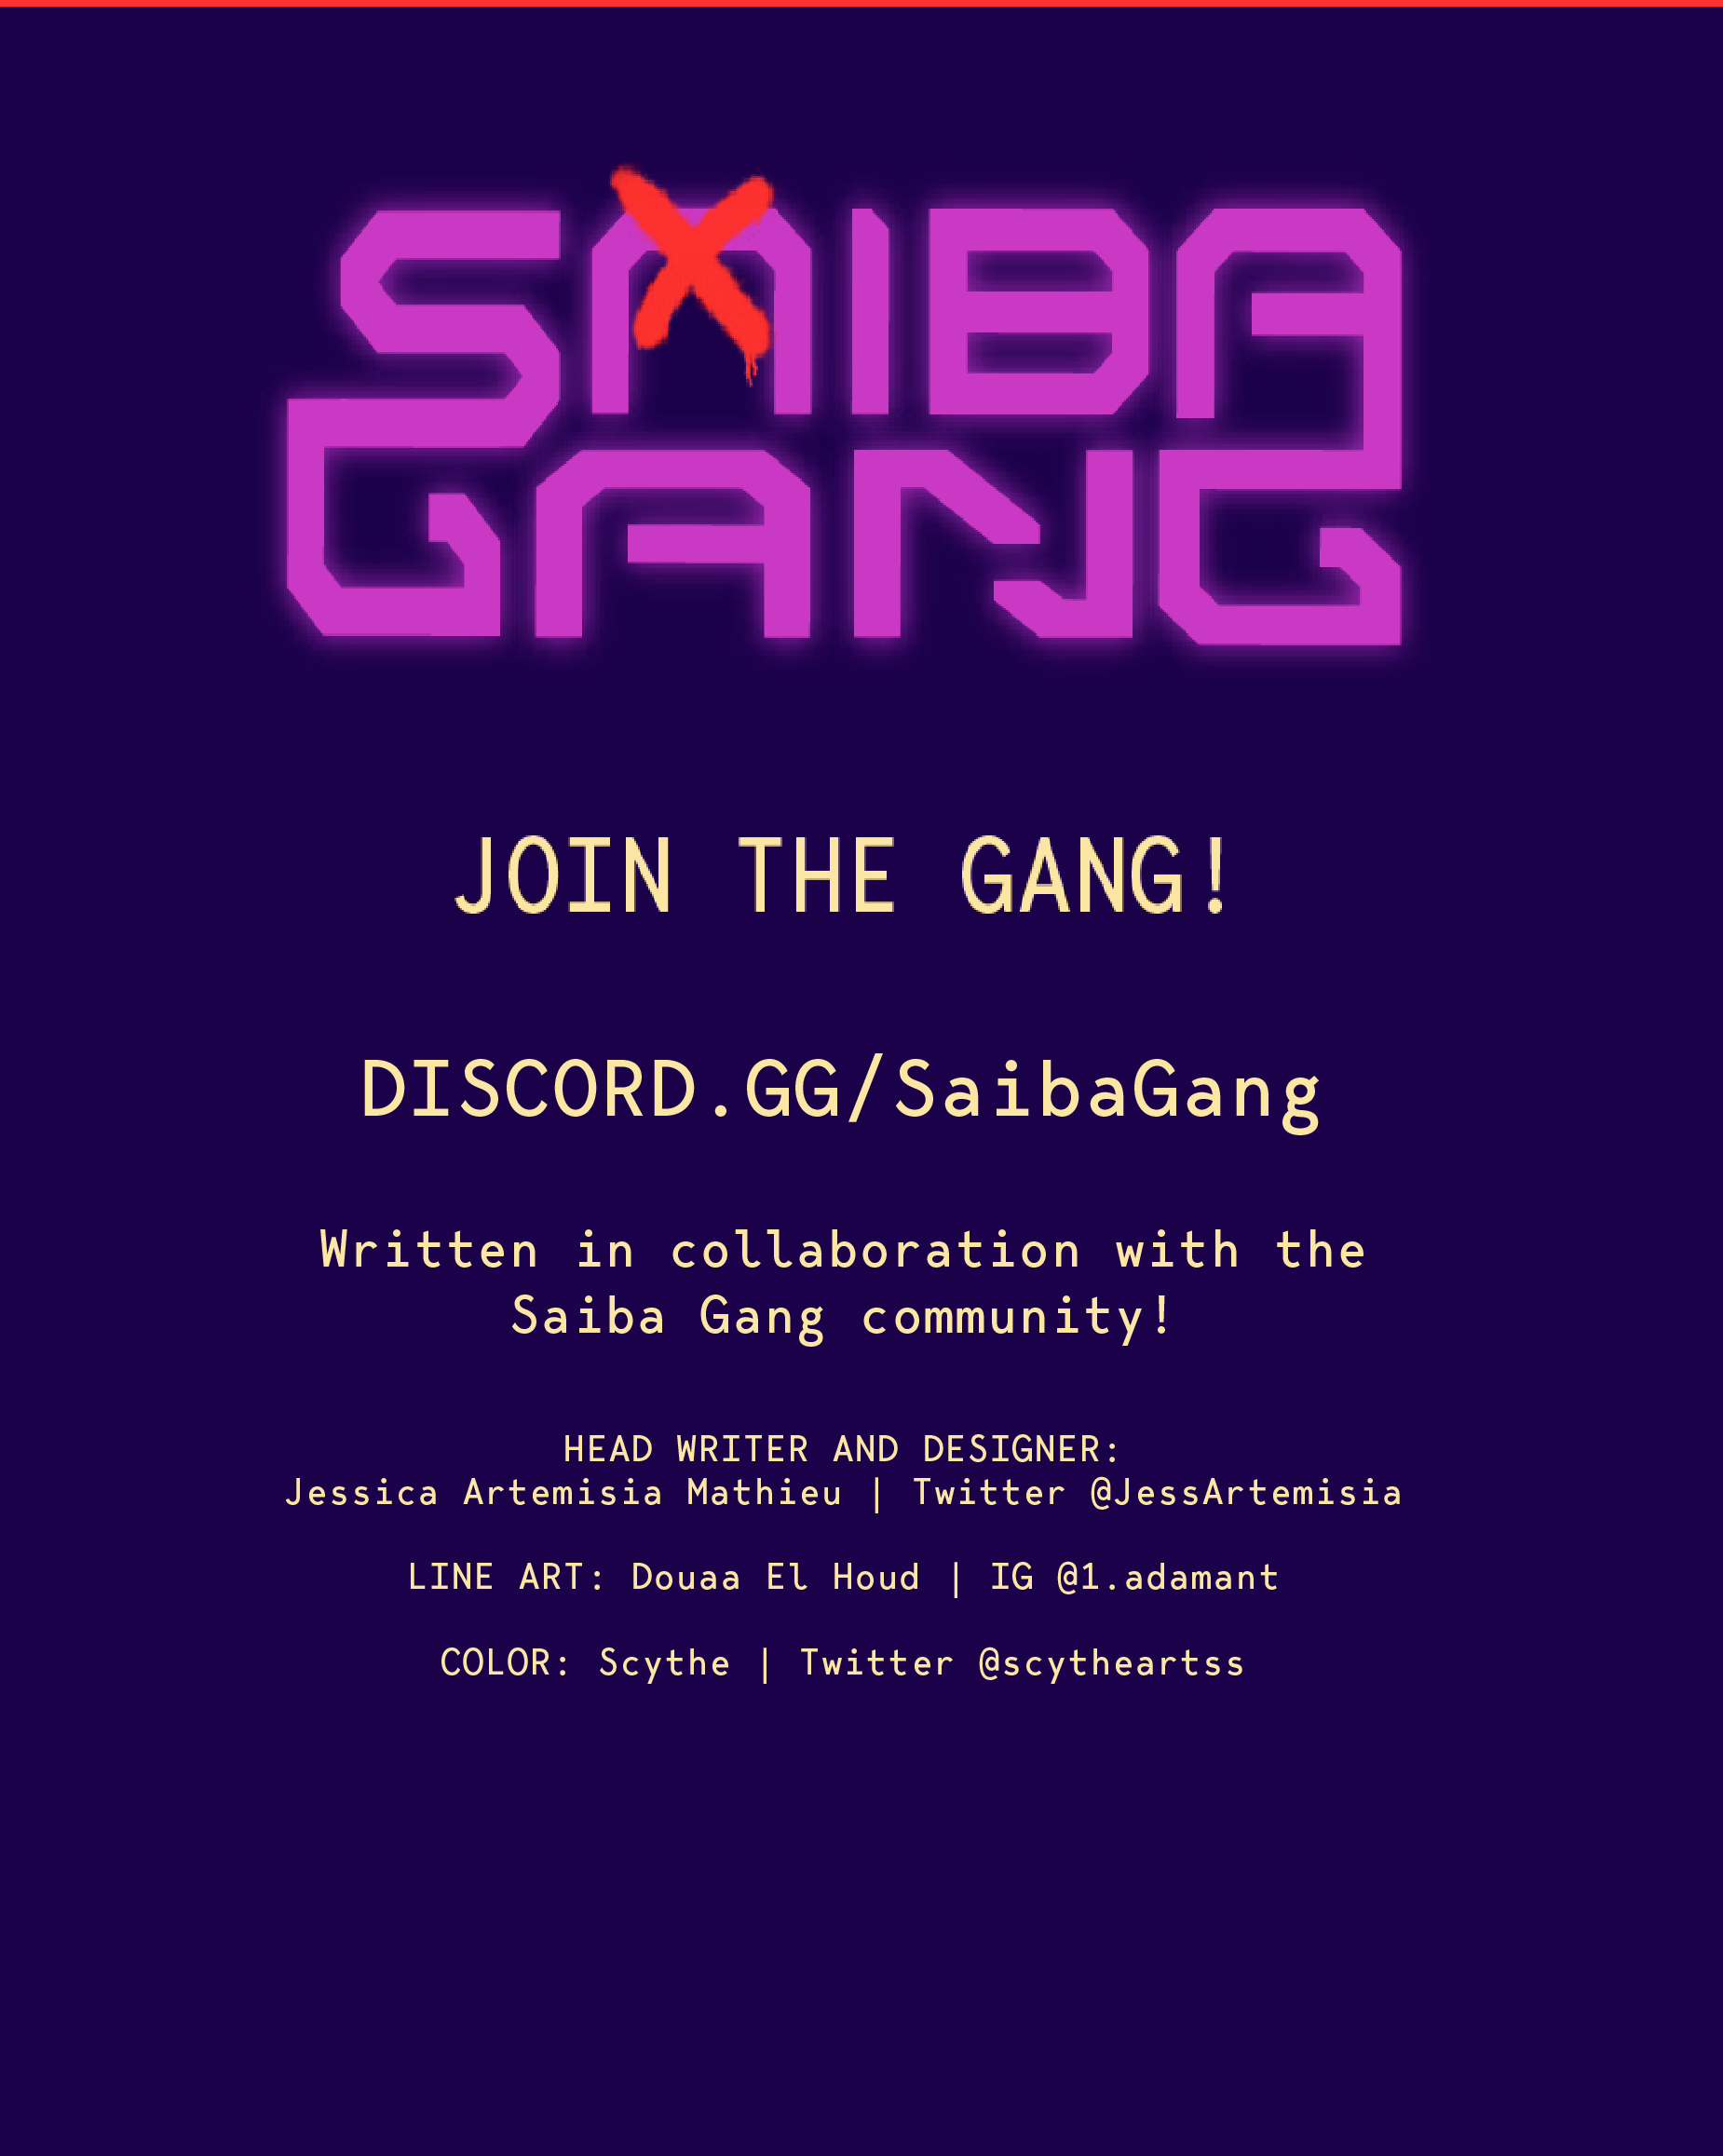 SAIBA
GANG
JOIN THE GANG!
DISCORD.GG/SaibaGang
Written in collaboration with the
Saiba Gang community!
HEAD WRITER AND DESIGNER:
Jessica Artemisia Mathieu | Twitter @JessArtemisia
LINE ART: Douaa El Houd | IG @1.adamant
COLOR: Scythe | Twitter @scytheartss